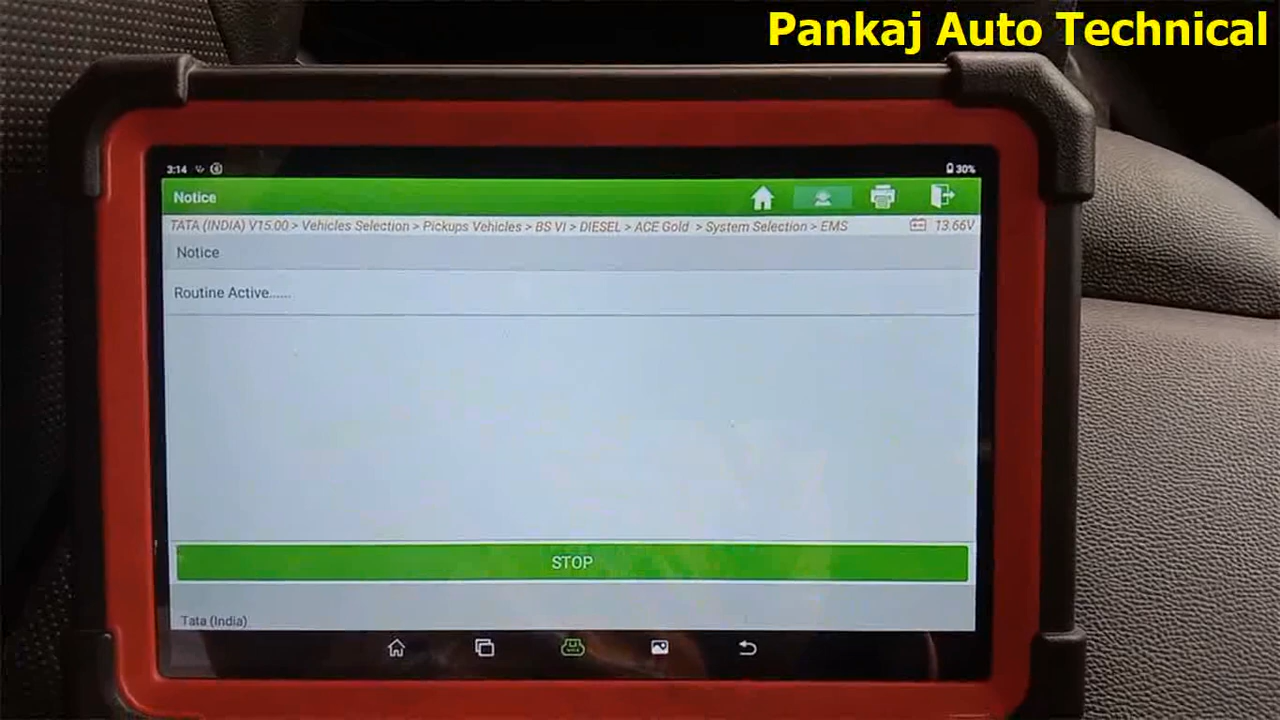 Pankaj Auto Technical
3:14 30%
Notice
TATA (INDIA) V15.00 > Vehicles Selection > Pickups Vehicles > BS VI > DIESEL > ACE Gold > System Selection > EMS 13.66V
Notice
Routine Active......
STOP
Tata (India)